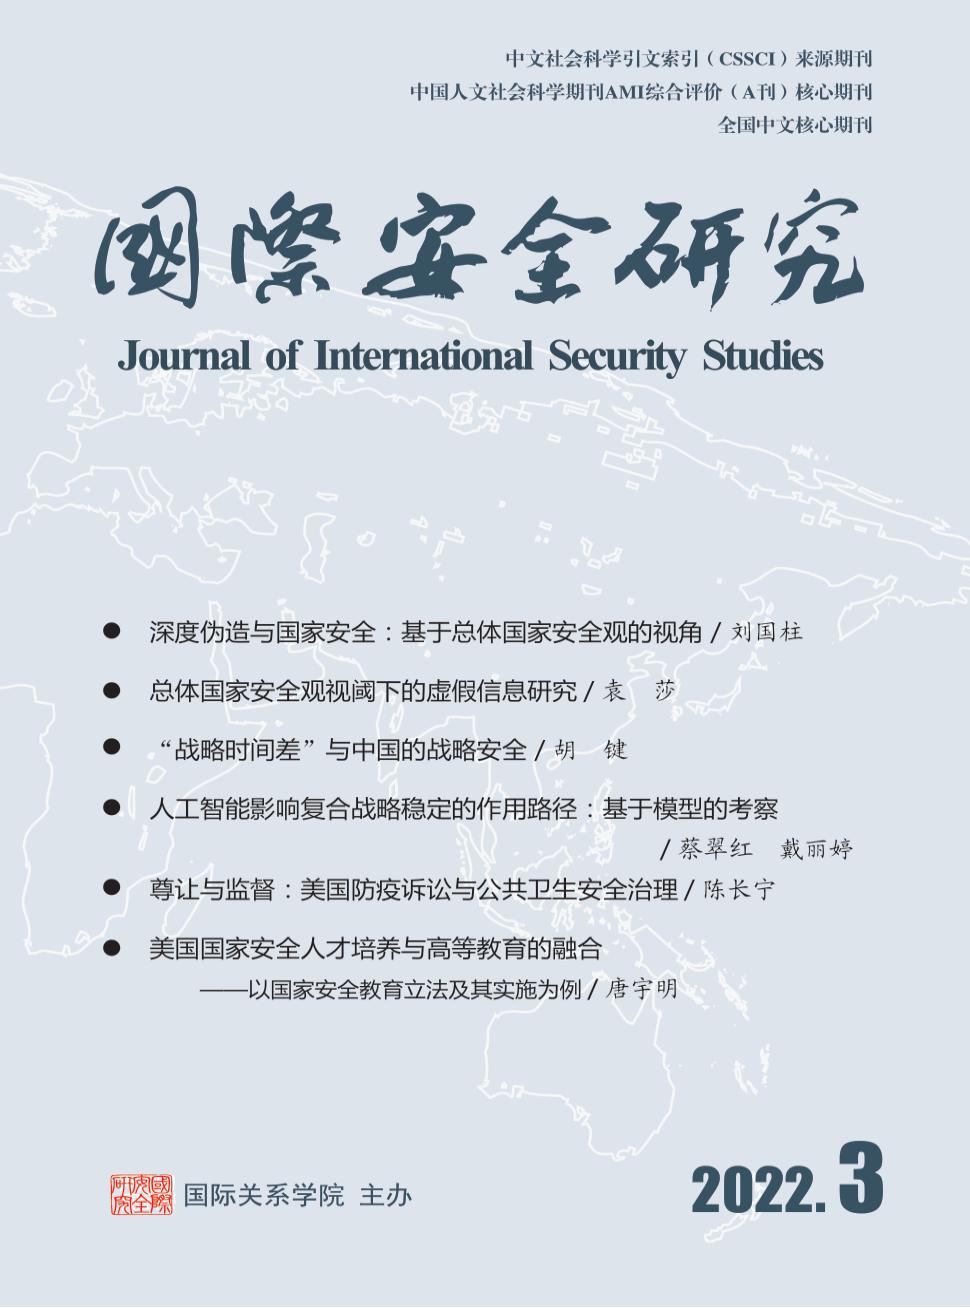 中文社会科学引文索引（CSSCI）来源期刊
中国人文社会科学期刊AMI综合评价（A刊）核心期刊
全国中文核心期刊
國際安全研究
Journal of International Security Studies
● 深度伪造与国家安全：基于总体国家安全观的视角 / 刘国柱
● 总体国家安全观视阈下的虚假信息研究 / 袁　莎
● “战略时间差”与中国的战略安全 / 胡　键
● 人工智能影响复合战略稳定的作用路径：基于模型的考察
/ 蔡翠红　戴丽婷
● 尊让与监督：美国防疫诉讼与公共卫生安全治理 / 陈长宁
● 美国国家安全人才培养与高等教育的融合
——以国家安全教育立法及其实施为例 / 唐宇明
國際安全研究
国际关系学院 主办
2022.3